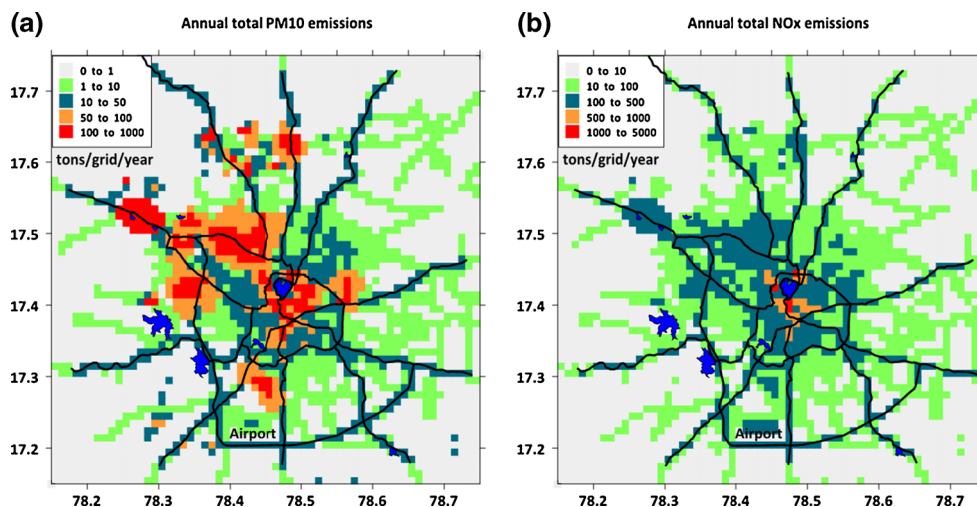 (a)
Annual total PM10 emissions
0 to 1
1 to 10
10 to 50
50 to 100
100 to 1000
tons/grid/year
17.7
17.6
17.5
17.4
17.3
17.2
Airport
78.2 78.3 78.4 78.5 78.6 78.7
(b)
Annual total NOx emissions
0 to 10
10 to 100
100 to 500
500 to 1000
1000 to 5000
tons/grid/year
17.7
17.6
17.5
17.4
17.3
17.2
Airport
78.2 78.3 78.4 78.5 78.6 78.7